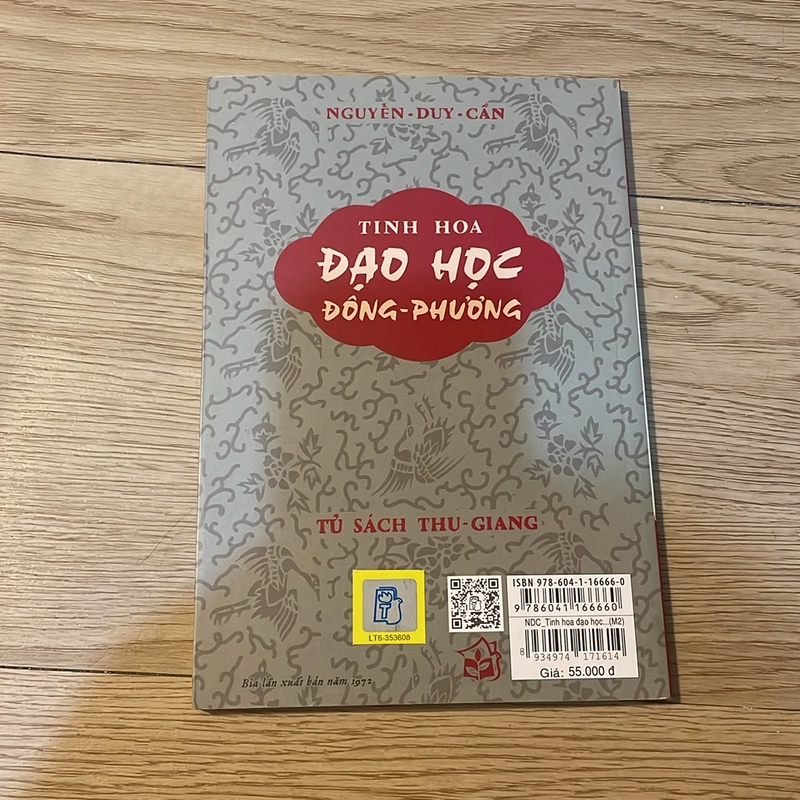 NGUYỄN-DUY-CẦN
TINH HOA
ĐẠO HỌC
ĐÔNG-PHƯƠNG
TỦ SÁCH THU-GIANG
T
LT6-353608
ISBN 978-604-1-16666-0
9 786041 166660
NDC_Tinh hoa đạo học...(M2)
8 934974 171614
Giá: 55.000 đ
Bìa lần xuất bản năm 1972